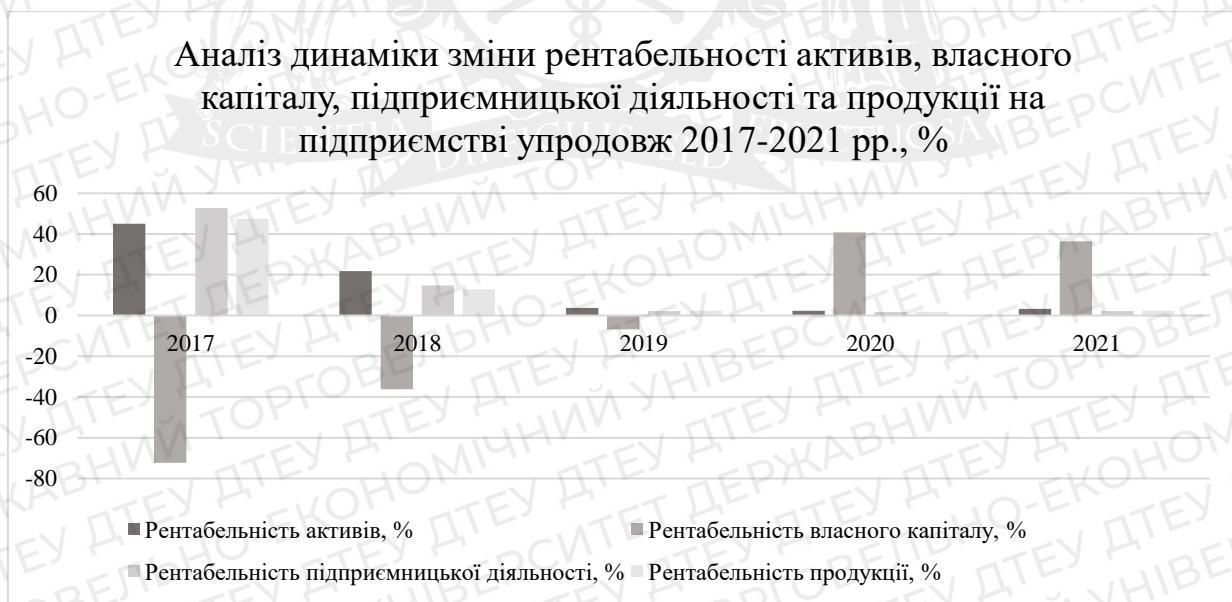 Аналіз динаміки зміни рентабельності активів, власного
капіталу, підприємницької діяльності та продукції на
підприємстві упродовж 2017-2021 рр., %
60
40
20
0
-20
-40
-60
-80
2017
2018
2019
2020
2021
Рентабельність активів, %
Рентабельність власного капіталу, %
Рентабельність підприємницької діяльності, %
Рентабельність продукції, %